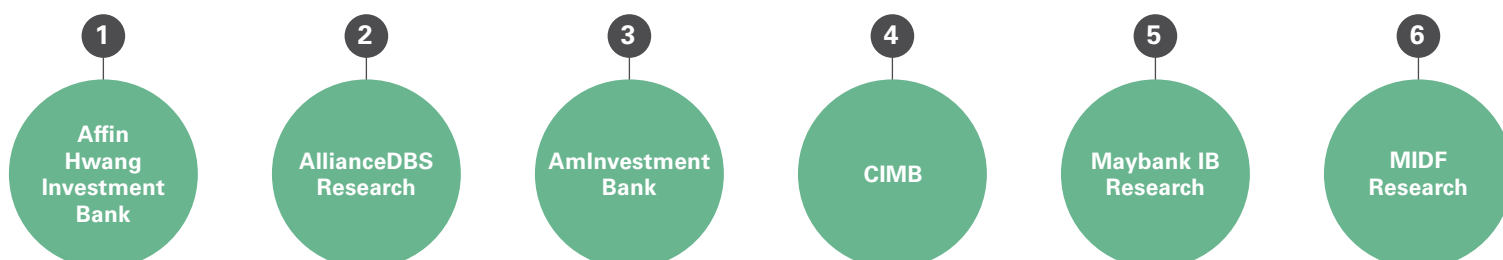 1
Affin
Hwang
Investment
Bank
2
AllianceDBS
Research
3
AmInvestment
Bank
4
CIMB
5
Maybank IB
Research
6
MIDF
Research